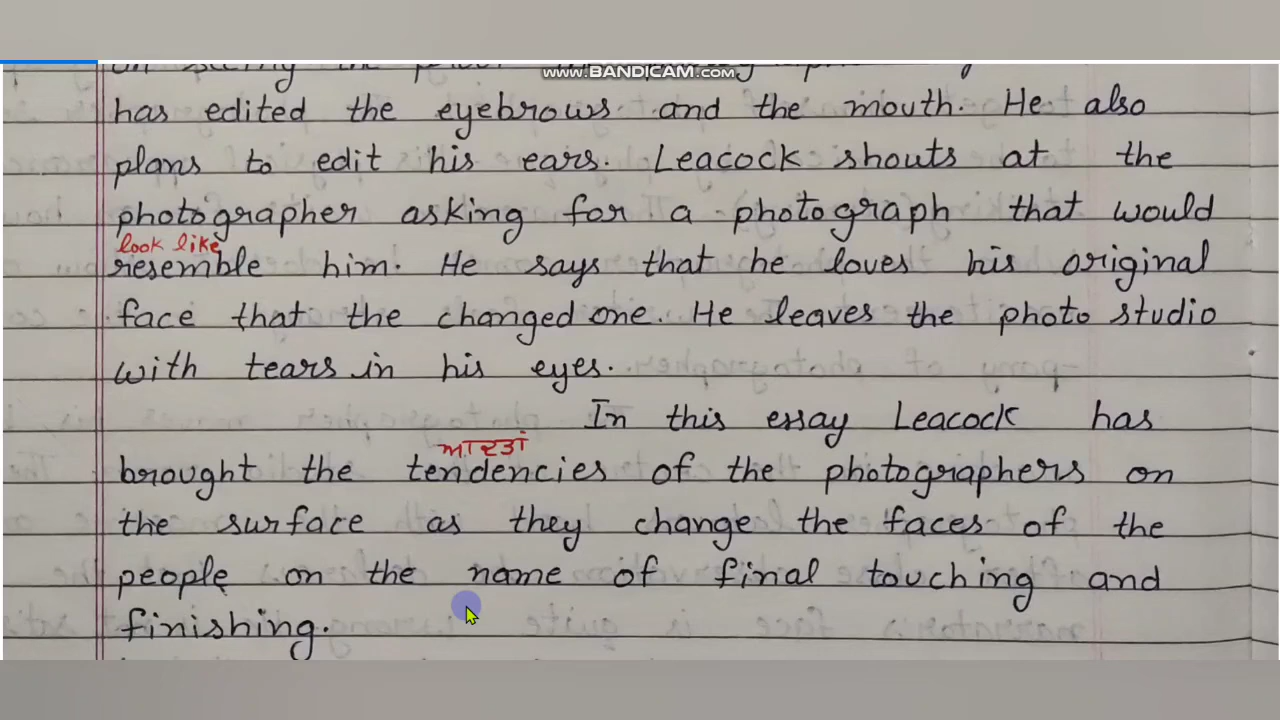 www.BANDICAM.com
has edited the eyebrows and the mouth. He also
plans to edit his ears. Leacock shouts at the
photographer asking for a photograph that would
look like
resemble him. He says that he loves his original
face that the changed one. He leaves the photo studio
with tears in his eyes.
In this essay Leacock has
ਆਦਤਾਂ
brought the tendencies of the photographers on
the surface as they change the faces of the
people on the name of final touching and
finishing.